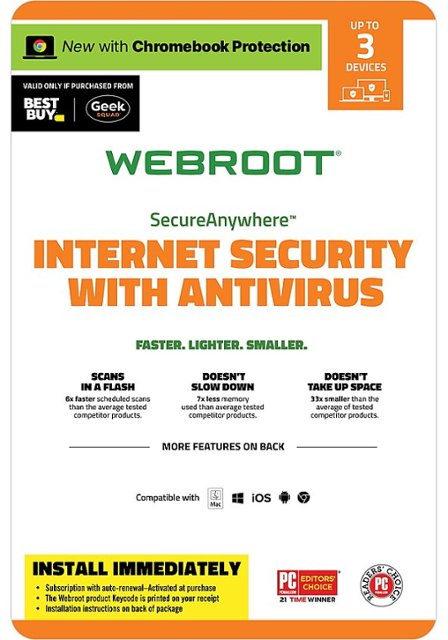 New with Chromebook Protection
UP TO
3
DEVICES
VALID ONLY IF PURCHASED FROM
BEST
BUY
Geek
SQUAD
WEBROOT®
SecureAnywhere™
INTERNET SECURITY
WITH ANTIVIRUS
FASTER. LIGHTER. SMALLER.
SCANS
IN A FLASH
6x faster scheduled scans
than the average tested
competitor products.
DOESN'T
SLOW DOWN
7x less memory
used than average tested
competitor products.
DOESN'T
TAKE UP SPACE
33x smaller than the
average of tested
competitor products.
MORE FEATURES ON BACK
Compatible with
Mac
iOS
INSTALL IMMEDIATELY
• Subscription with auto-renewal–Activated at purchase
• The Webroot product Keycode is printed on your receipt
• Installation instructions on back of package
PC
EDITORS'
CHOICE
21 TIME WINNER
READERS' CHOICE
PC